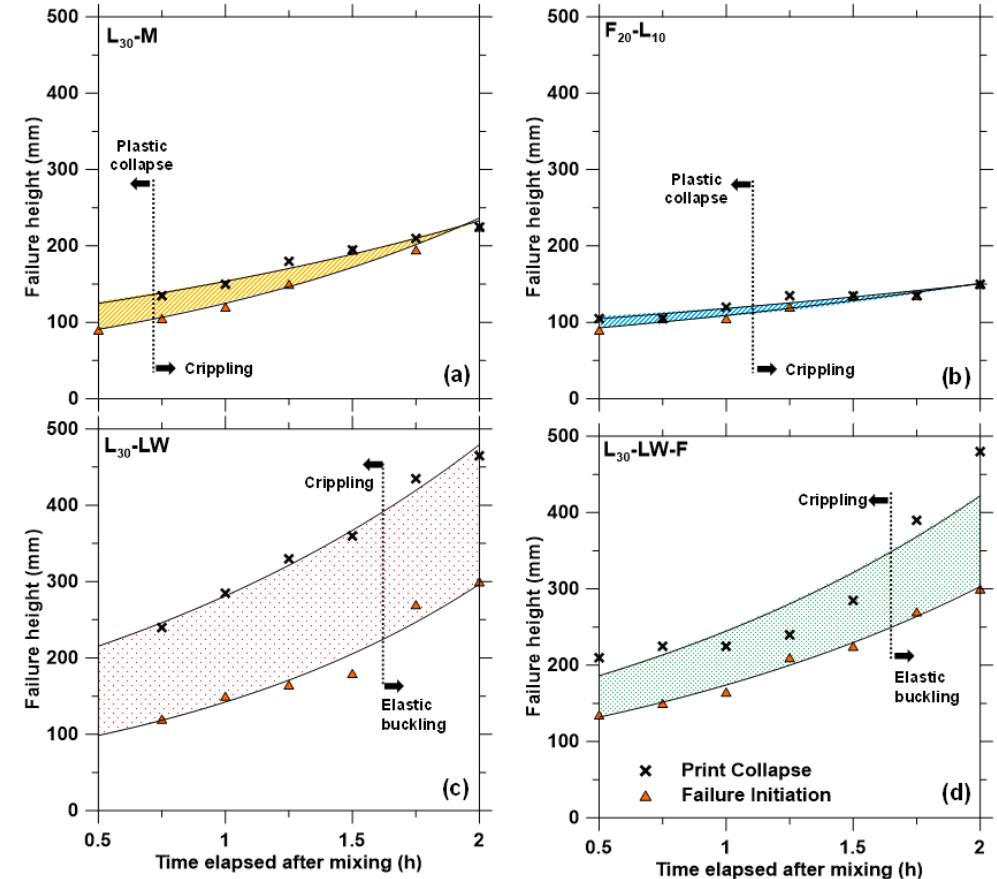 L30-M
500
400
300
200
100
0
Failure height (mm)
Plastic
collapse
Crippling
(a)
F20-L10
500
400
300
200
100
0
Failure height (mm)
Plastic
collapse
Crippling
(b)
L30-LW
500
400
300
200
100
0
Failure height (mm)
Crippling
Elastic
buckling
(c)
0.5
1
1.5
2
Time elapsed after mixing (h)
L30-LW-F
500
400
300
200
100
0
Failure height (mm)
Crippling
Elastic
buckling
Print Collapse
Failure Initiation
(d)
0.5
1
1.5
2
Time elapsed after mixing (h)